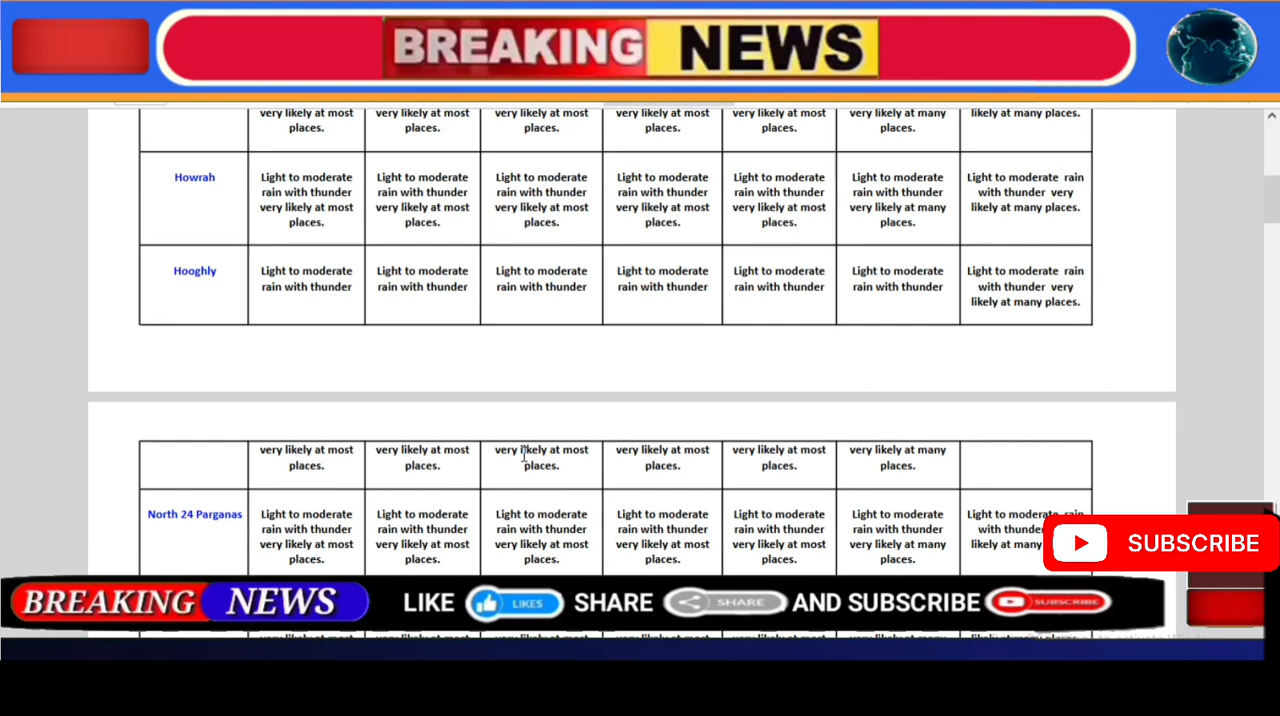 BREAKING NEWS
very likely at most places. very likely at most places. very likely at most places. very likely at most places. very likely at most places. very likely at many places. likely at many places.
Howrah
Light to moderate rain with thunder very likely at most places. Light to moderate rain with thunder very likely at most places. Light to moderate rain with thunder very likely at most places. Light to moderate rain with thunder very likely at most places. Light to moderate rain with thunder very likely at most places. Light to moderate rain with thunder very likely at many places. Light to moderate rain with thunder very likely at many places.
Hooghly
Light to moderate rain with thunder Light to moderate rain with thunder Light to moderate rain with thunder Light to moderate rain with thunder Light to moderate rain with thunder Light to moderate rain with thunder Light to moderate rain with thunder very likely at many places.
very likely at most places. very likely at most places. very likely at most places. very likely at most places. very likely at most places. very likely at many places.
North 24 Parganas
Light to moderate rain with thunder very likely at most places. Light to moderate rain with thunder very likely at most places. Light to moderate rain with thunder very likely at most places. Light to moderate rain with thunder very likely at most places. Light to moderate rain with thunder very likely at most places. Light to moderate rain with thunder very likely at many places. Light to moderate rain with thunder likely at many
SUBSCRIBE
BREAKING NEWS LIKE LIKES SHARE SHARE AND SUBSCRIBE SUBSCRIBE